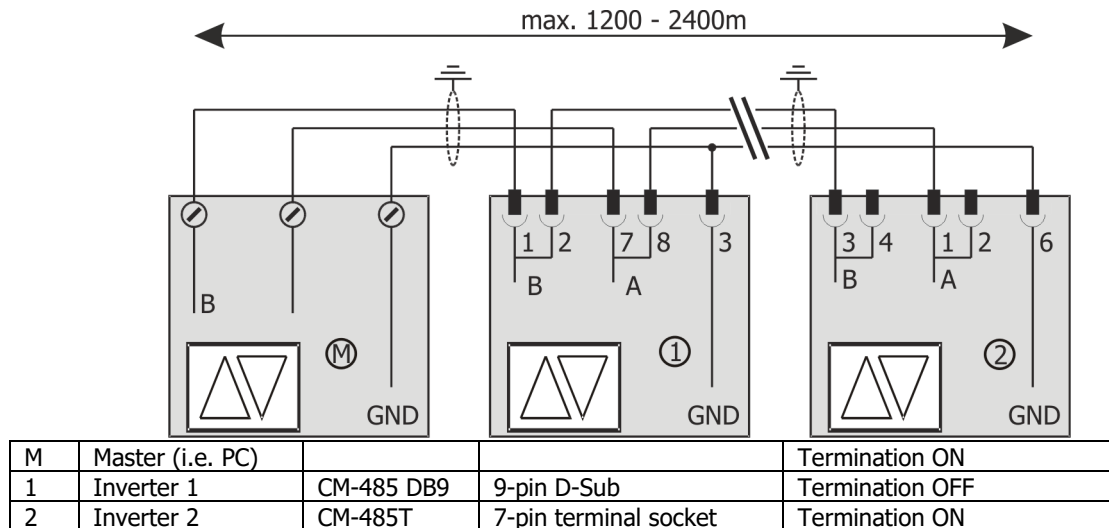 max. 1200 - 2400m
1 2 7 8 3 3 4 1 2 6
B B A B A
M 1 2
GND GND GND
M Master (i.e. PC) Termination ON
1 Inverter 1 CM-485 DB9 9-pin D-Sub Termination OFF
2 Inverter 2 CM-485T 7-pin terminal socket Termination ON